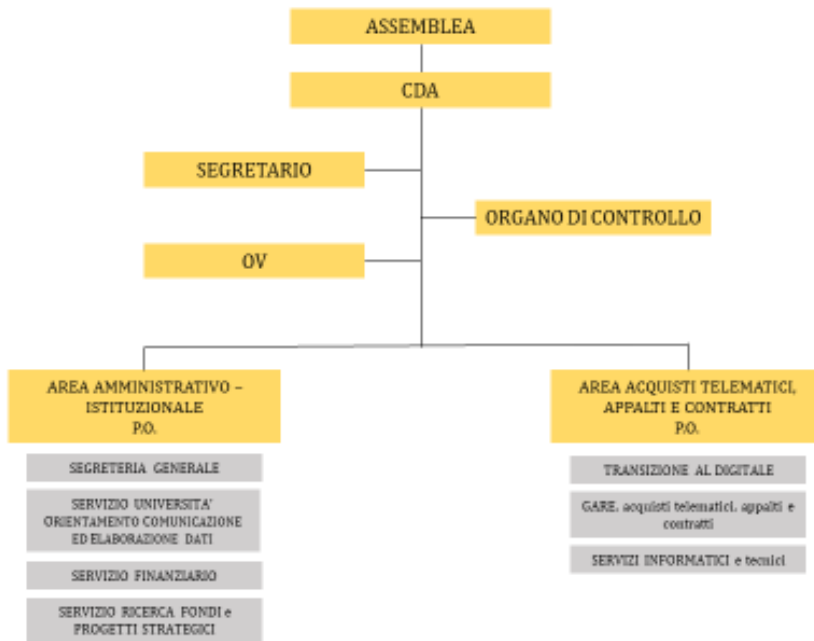 ASSEMBLEA
CDA
SEGRETARIO
ORGANO DI CONTROLLO
OV
AREA AMMINISTRATIVO –
ISTITUZIONALE
P.O.
SEGRETERIA GENERALE
SERVIZIO UNIVERSITA'
ORIENTAMENTO COMUNICAZIONE
ED ELABORAZIONE DATI
SERVIZIO FINANZIARIO
SERVIZIO RICERCA FONDI e
PROGETTI STRATEGICI
AREA ACQUISTI TELEMATICI,
APPALTI E CONTRATTI
P.O.
TRANSIZIONE AL DIGITALE
GARE, acquisti telematici, appalti e
contratti
SERVIZI INFORMATICI e tecnici